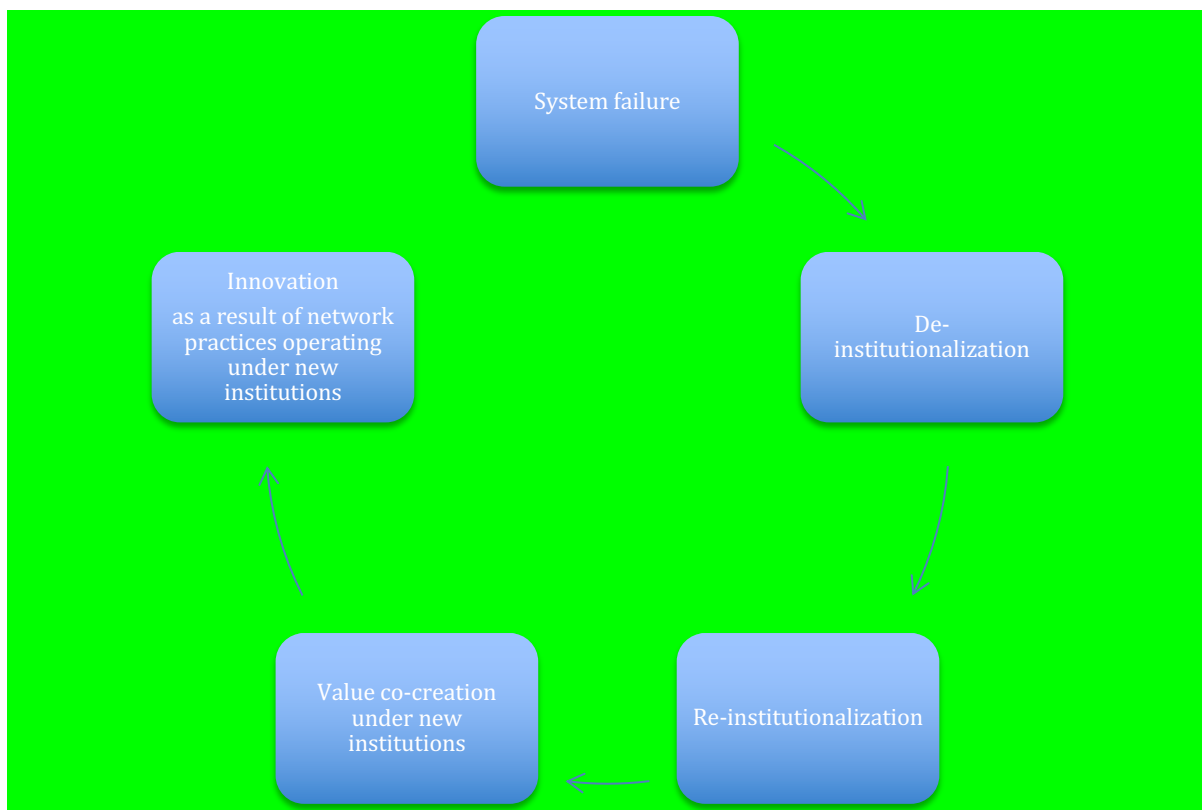 System failure
De-
institutionalization
Re-institutionalization
Value co-creation
under new
institutions
Innovation
as a result of network
practices operating
under new
institutions